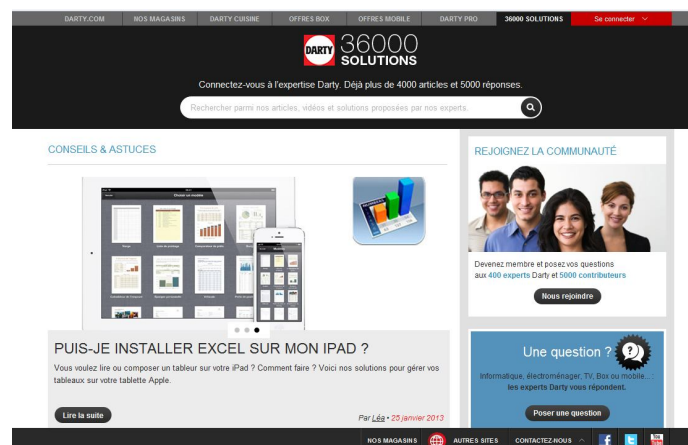 DARTY.COM NOS MAGASINS DARTY CUISINE OFFRES BOX OFFRES MOBILE DARTY PRO 36000 SOLUTIONS Se connecter
DARTY 36000
SOLUTIONS
Connectez-vous à l'expertise Darty. Déjà plus de 4000 articles et 5000 réponses.
Rechercher parmi nos articles, vidéos et solutions proposées par nos experts.
CONSEILS & ASTUCES
PUIS-JE INSTALLER EXCEL SUR MON IPAD ?
Vous voulez lire ou composer un tableur sur votre iPad ? Comment faire ? Voici nos solutions pour gérer vos
tableaux sur votre tablette Apple.
Lire la suite
Par Léa • 25 janvier 2013
REJOIGNEZ LA COMMUNAUTÉ
Devenez membre et posez vos questions
aux 400 experts Darty et 5000 contributeurs
Nous rejoindre
Une question ?
Informatique, électroménager, TV, Box ou mobile... :
les experts Darty vous répondent.
Poser une question
NOS MAGASINS AUTRES SITES CONTACTEZ-NOUS